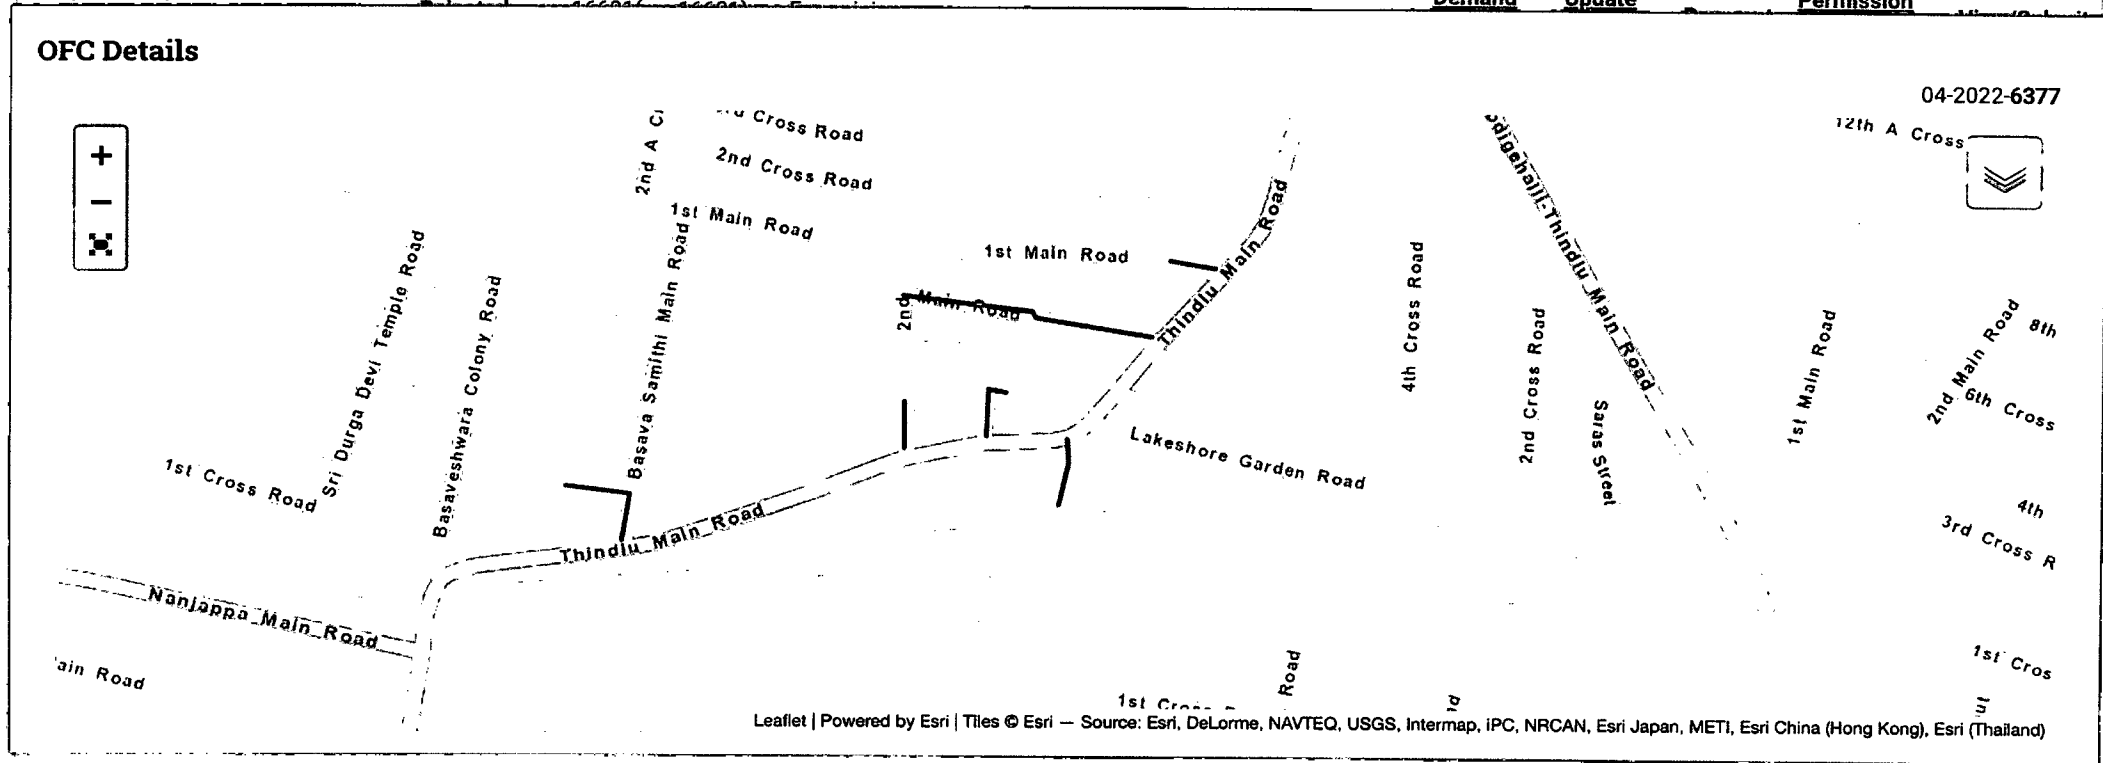 Demand Update Permission
OFC Details
04-2022-6377
+
−
Cross Road
2nd A
12th A Cross
2nd Cross Road
1st Main Road
1st Main Road
2nd Main Road
Sri Durga Devi Temple Road
Basaveshwara Colony Road
Basava Samithi Main Road
Thindlu Main Road
4th Cross Road
2nd Cross Road
Saras Street
1st Main Road
2nd Main Road
8th
6th Cross
Lakeshore Garden Road
1st Cross Road
4th
3rd Cross R
Thindlu Main Road
Nanjappa Main Road
ain Road
Road
1st Cros
Leaflet | Powered by Esri | Tiles © Esri — Source: Esri, DeLorme, NAVTEQ, USGS, Intermap, iPC, NRCAN, Esri Japan, METI, Esri China (Hong Kong), Esri (Thailand)